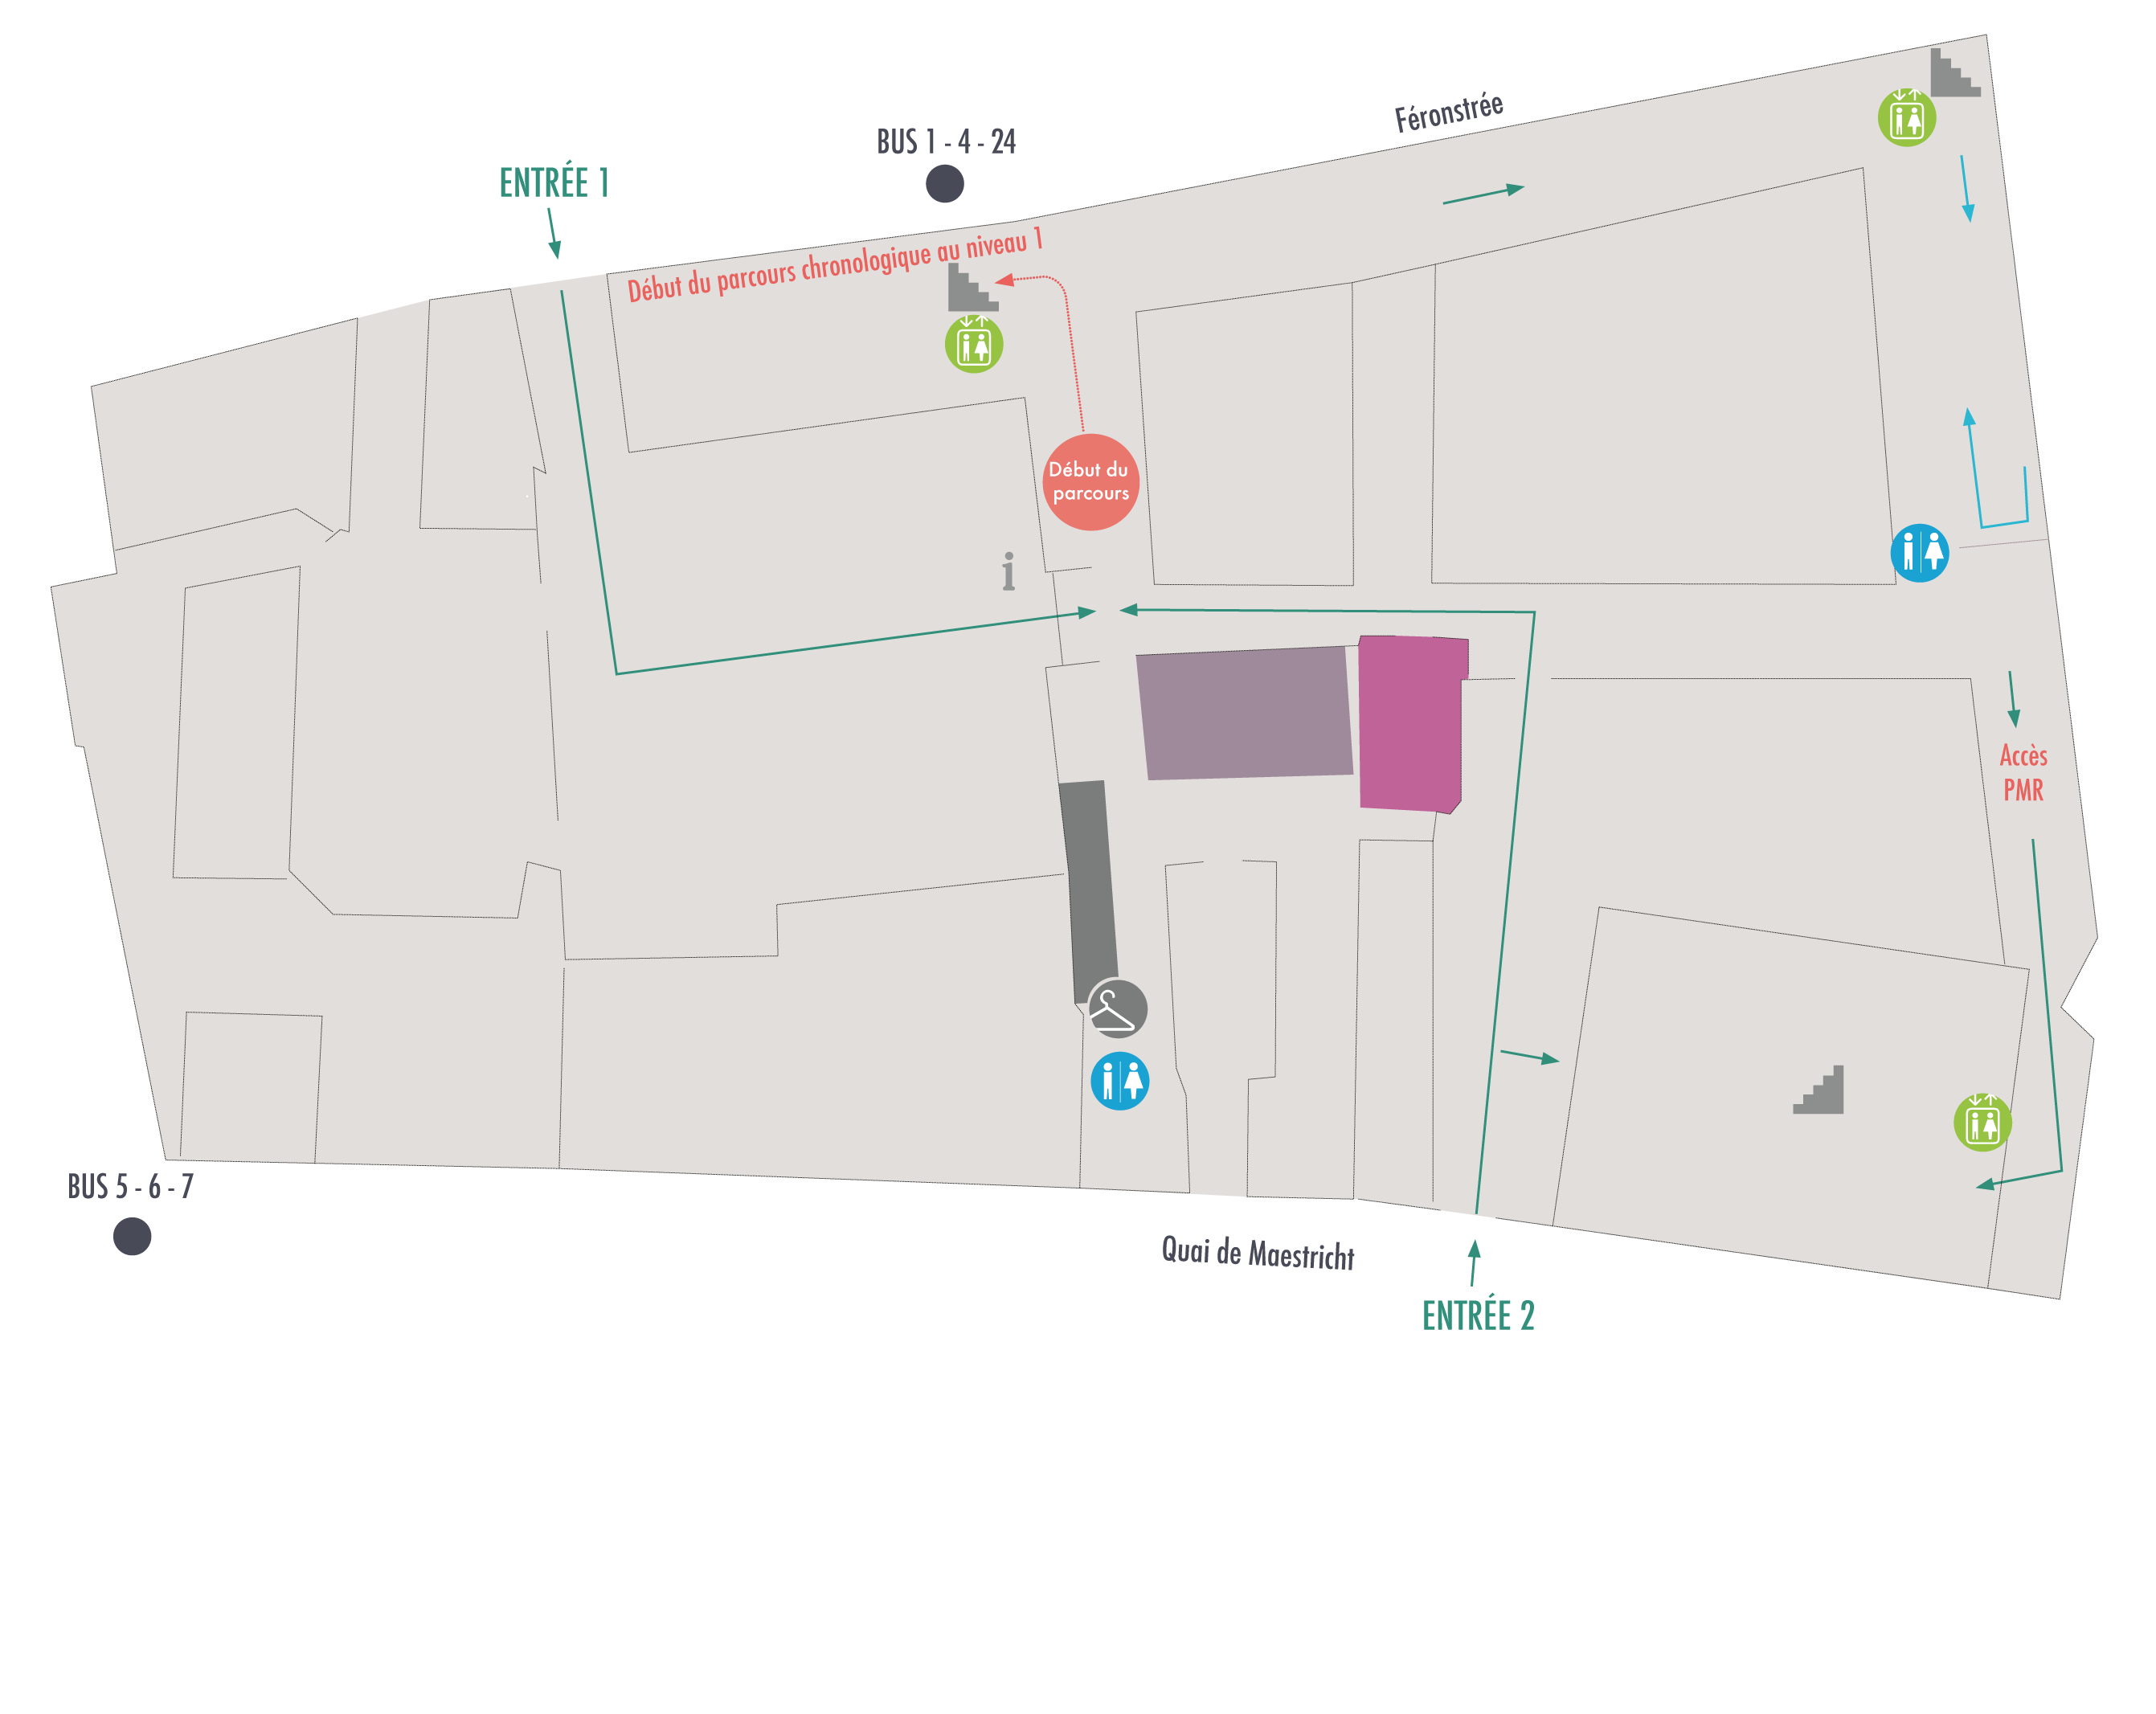 Féronstrée
BUS 1 - 4 - 24
ENTRÉE 1
Début du parcours chronologique au niveau 1
Début du
parcours
i
Accès
PMR
BUS 5 - 6 - 7
Quai de Maestricht
ENTRÉE 2